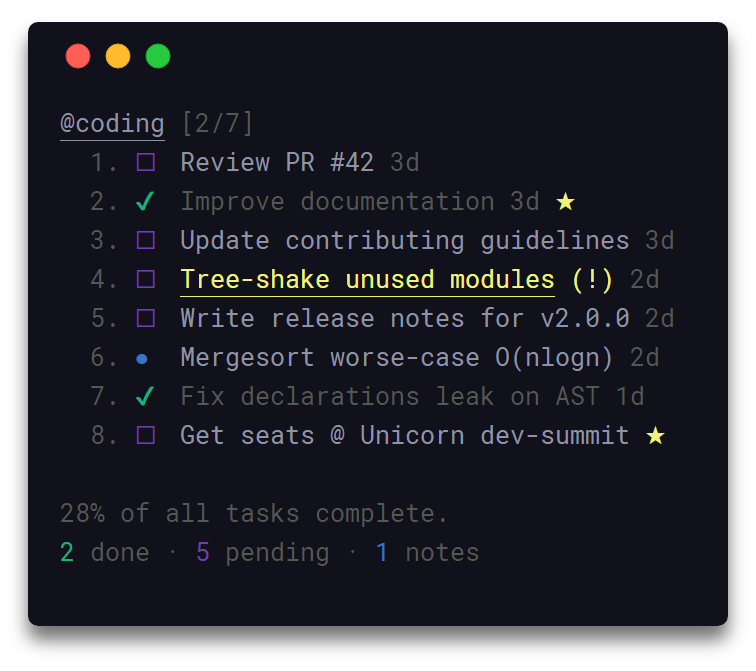 @coding [2/7]
1. ☐ Review PR #42 3d
2. ✔ Improve documentation 3d ★
3. ☐ Update contributing guidelines 3d
4. ☐ Tree-shake unused modules (!) 2d
5. ☐ Write release notes for v2.0.0 2d
6. ● Mergesort worse-case O(nlogn) 2d
7. ✔ Fix declarations leak on AST 1d
8. ☐ Get seats @ Unicorn dev-summit ★
28% of all tasks complete.
2 done · 5 pending · 1 notes